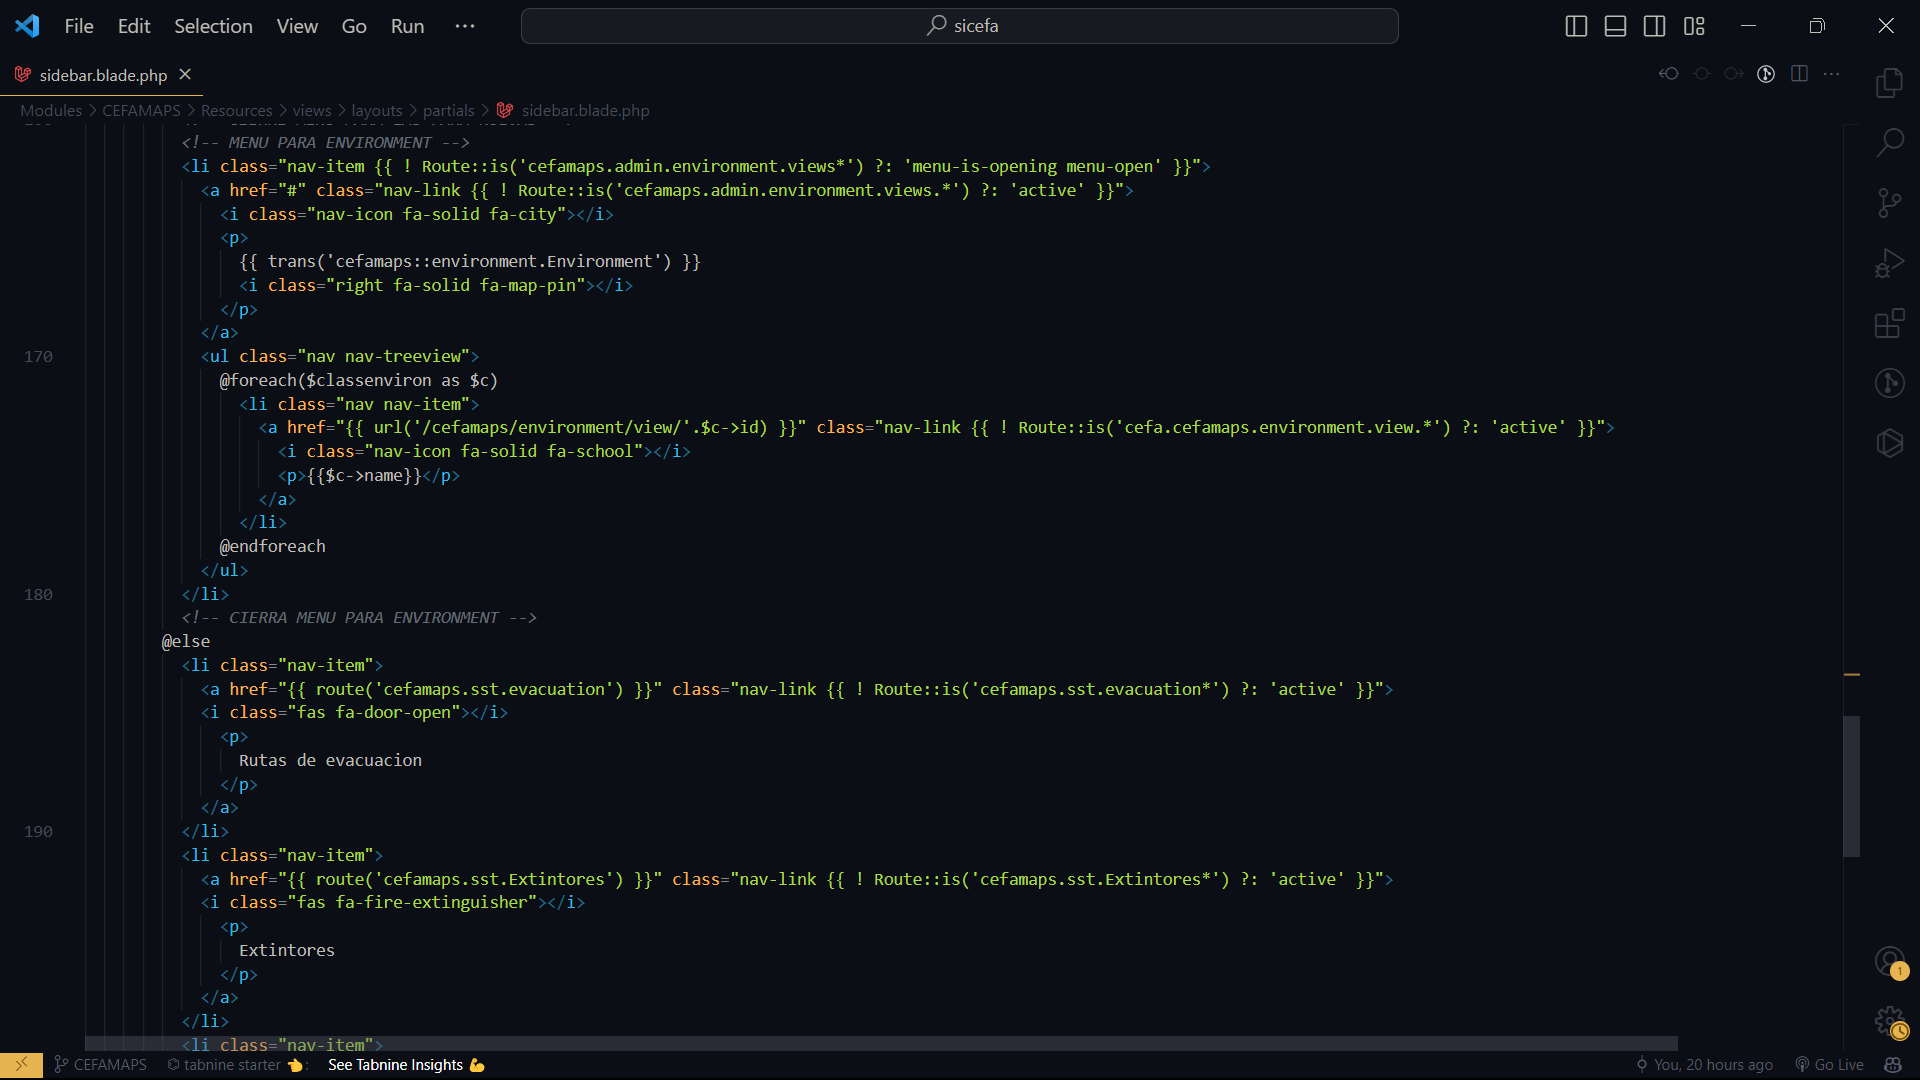 File Edit Selection View Go Run ··· sicefa
sidebar.blade.php
Modules > CEFAMAPS > Resources > views > layouts > partials > sidebar.blade.php
<!-- MENU PARA ENVIRONMENT -->
<li class="nav-item {{ ! Route::is('cefamaps.admin.environment.views*') ?: 'menu-is-opening menu-open' }}">
<a href="#" class="nav-link {{ ! Route::is('cefamaps.admin.environment.views.*') ?: 'active' }}">
<i class="nav-icon fa-solid fa-city"></i>
<p>
{{ trans('cefamaps::environment.Environment') }}
<i class="right fa-solid fa-map-pin"></i>
</p>
</a>
170 <ul class="nav nav-treeview">
@foreach($classenviron as $c)
<li class="nav nav-item">
<a href="{{ url('/cefamaps/environment/view/'.$c->id) }}" class="nav-link {{ ! Route::is('cefa.cefamaps.environment.view.*') ?: 'active' }}">
<i class="nav-icon fa-solid fa-school"></i>
<p>{{$c->name}}</p>
</a>
</li>
@endforeach
</ul>
180 </li>
<!-- CIERRA MENU PARA ENVIRONMENT -->
@else
<li class="nav-item">
<a href="{{ route('cefamaps.sst.evacuation') }}" class="nav-link {{ ! Route::is('cefamaps.sst.evacuation*') ?: 'active' }}">
<i class="fas fa-door-open"></i>
<p>
Rutas de evacuacion
</p>
</a>
190 </li>
<li class="nav-item">
<a href="{{ route('cefamaps.sst.Extintores') }}" class="nav-link {{ ! Route::is('cefamaps.sst.Extintores*') ?: 'active' }}">
<i class="fas fa-fire-extinguisher"></i>
<p>
Extintores
</p>
</a>
</li>
<li class="nav-item">
1
CEFAMAPS tabnine starter See Tabnine Insights You, 20 hours ago Go Live